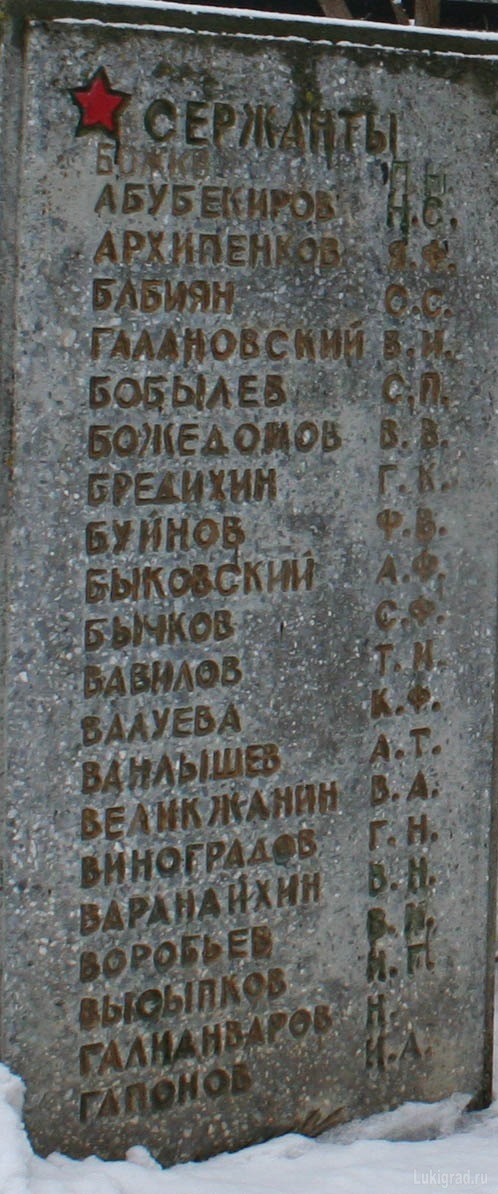 СЕРЖАНТЫ
БОЖКО П.Н.
АБУБЕКИРОВ Н.С.
АРХИПЕНКОВ Я.Ф.
БАБИЯН С.С.
ГАЛАНОВСКИЙ В.И.
БОБЫЛЕВ С.П.
БОЖЕДОМОВ В.В.
БРЕДИХИН Г.К.
БУЙНОВ Ф.В.
БЫКОВСКИЙ А.Ф.
БЫЧКОВ С.Ф.
ВАВИЛОВ Т.И.
ВАЛУЕВА К.Ф.
ВАНЛЫШЕВ А.Т.
ВЕЛИКЖАНИН В.А.
ВИНОГРАДОВ Г.Н.
ВАРАНАЙХИН В.Н.
ВОРОБЬЕВ В.И.
ВЫСЫПКОВ И.П.
ГАЛИАНВАРОВ Н.
ГАПОНОВ И.А.
Lukigrad.ru